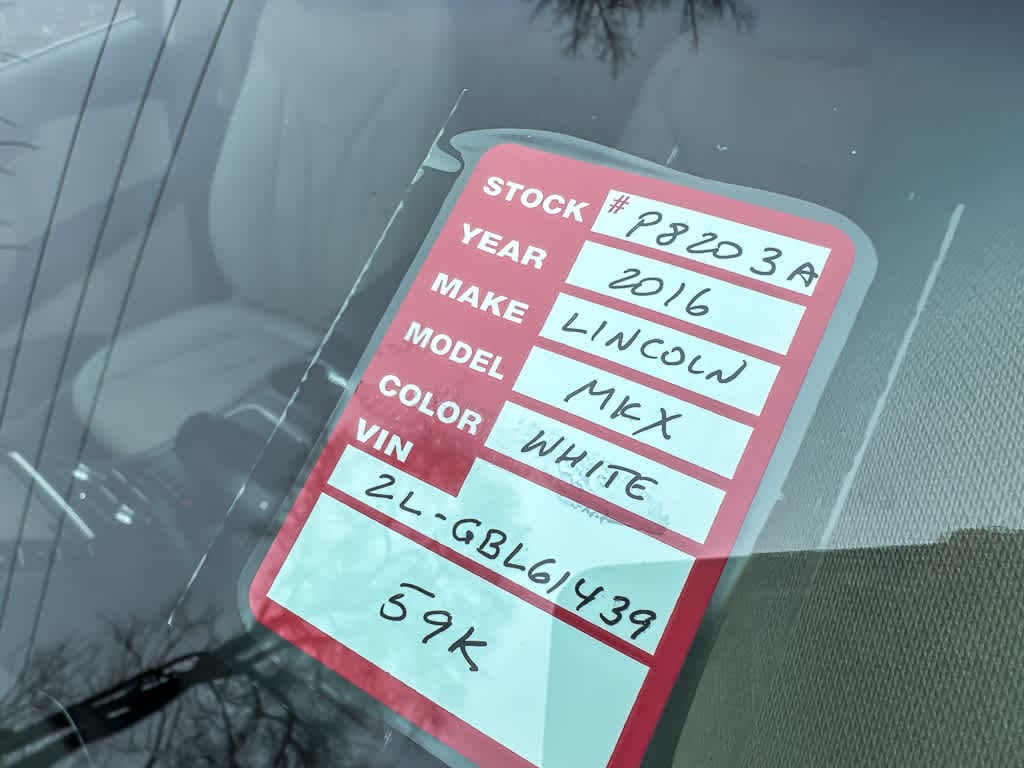 STOCK # P8203A
YEAR 2016
MAKE LINCOLN
MODEL MKX
COLOR WHITE
VIN
2L-GBL61439
59K